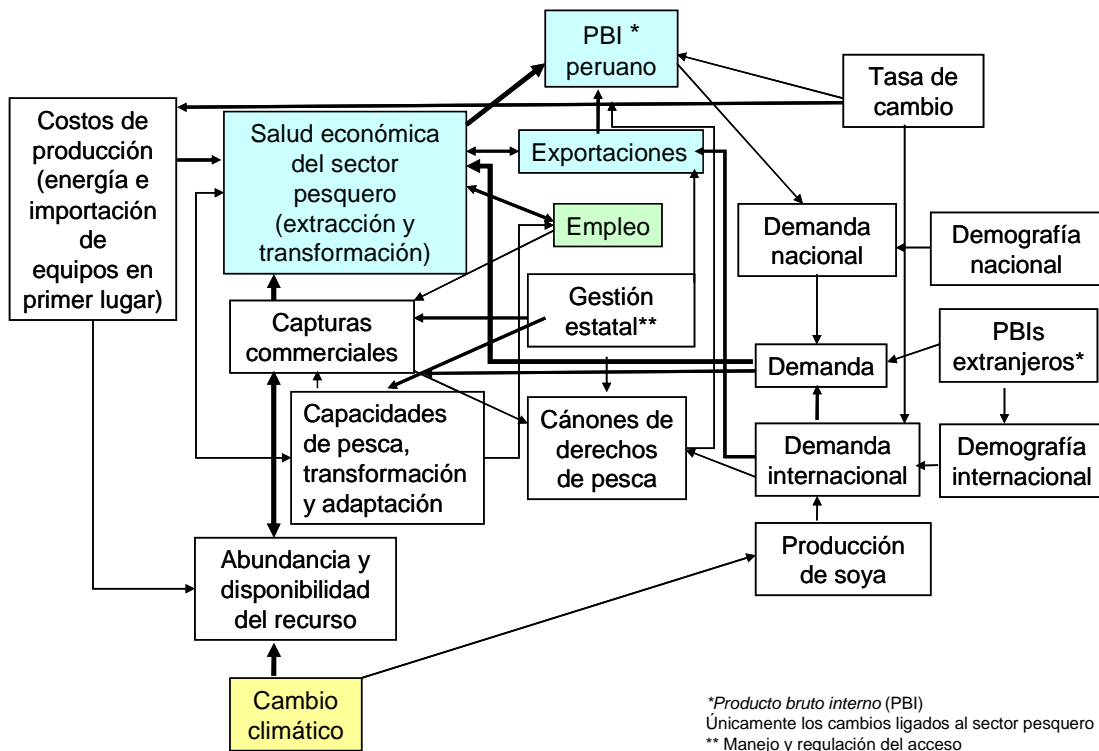 PBI *
peruano
Tasa de
cambio
Costos de
producción
(energía e
importación
de
equipos en
primer lugar)
Salud económica
del sector
pesquero
(extracción y
transformación)
Exportaciones
Empleo
Demanda
nacional
Demografía
nacional
Capturas
commerciales
Gestión
estatal**
PBIs
extranjeros*
Demanda
Capacidades
de pesca,
transformación
y adaptación
Cánones de
derechos
de pesca
Demanda
internacional
Demografía
internacional
Abundancia y
disponibilidad
del recurso
Producción
de soya
Cambio
climático
*Producto bruto interno (PBI)
Únicamente los cambios ligados al sector pesquero
** Manejo y regulación del acceso